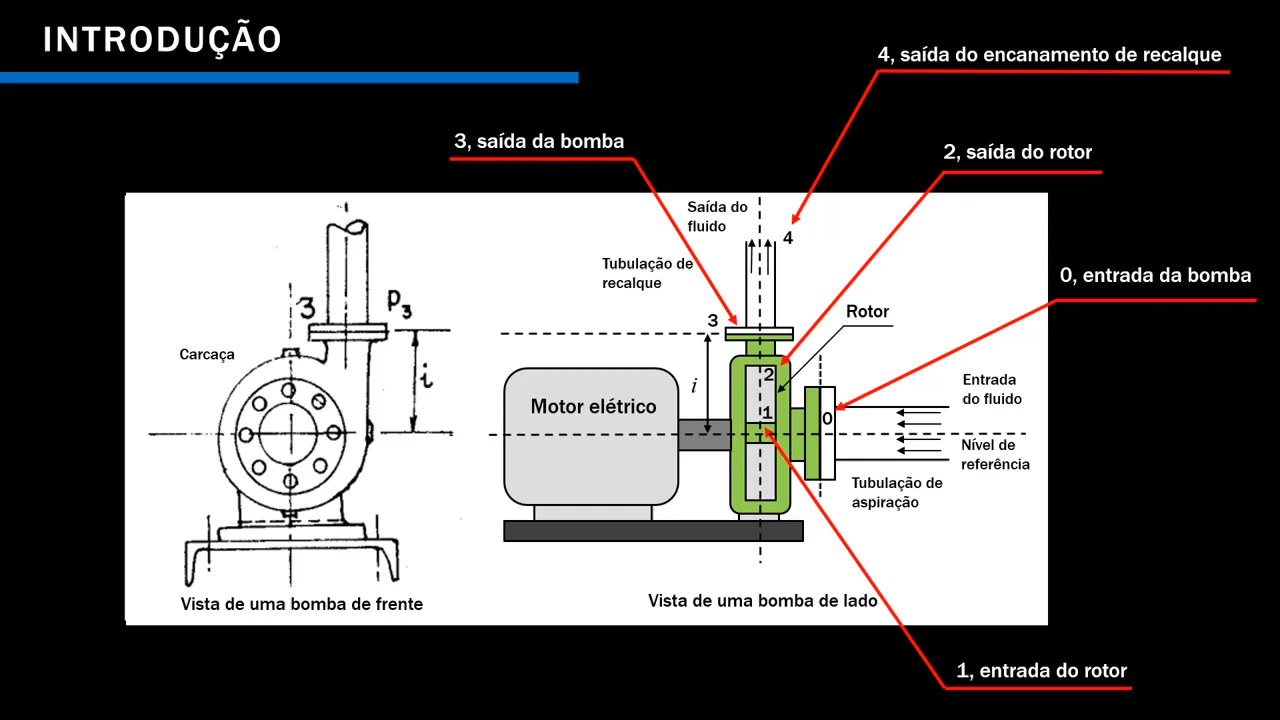 INTRODUÇÃO
4, saída do encanamento de recalque
3, saída da bomba
2, saída do rotor
0, entrada da bomba
1, entrada do rotor
3
P3
Carcaça
i
Vista de uma bomba de frente
Saída do
fluido
4
Tubulação de
recalque
3
Rotor
i
2
1
0
Motor elétrico
Entrada
do fluido
Nível de
referência
Tubulação de
aspiração
Vista de uma bomba de lado